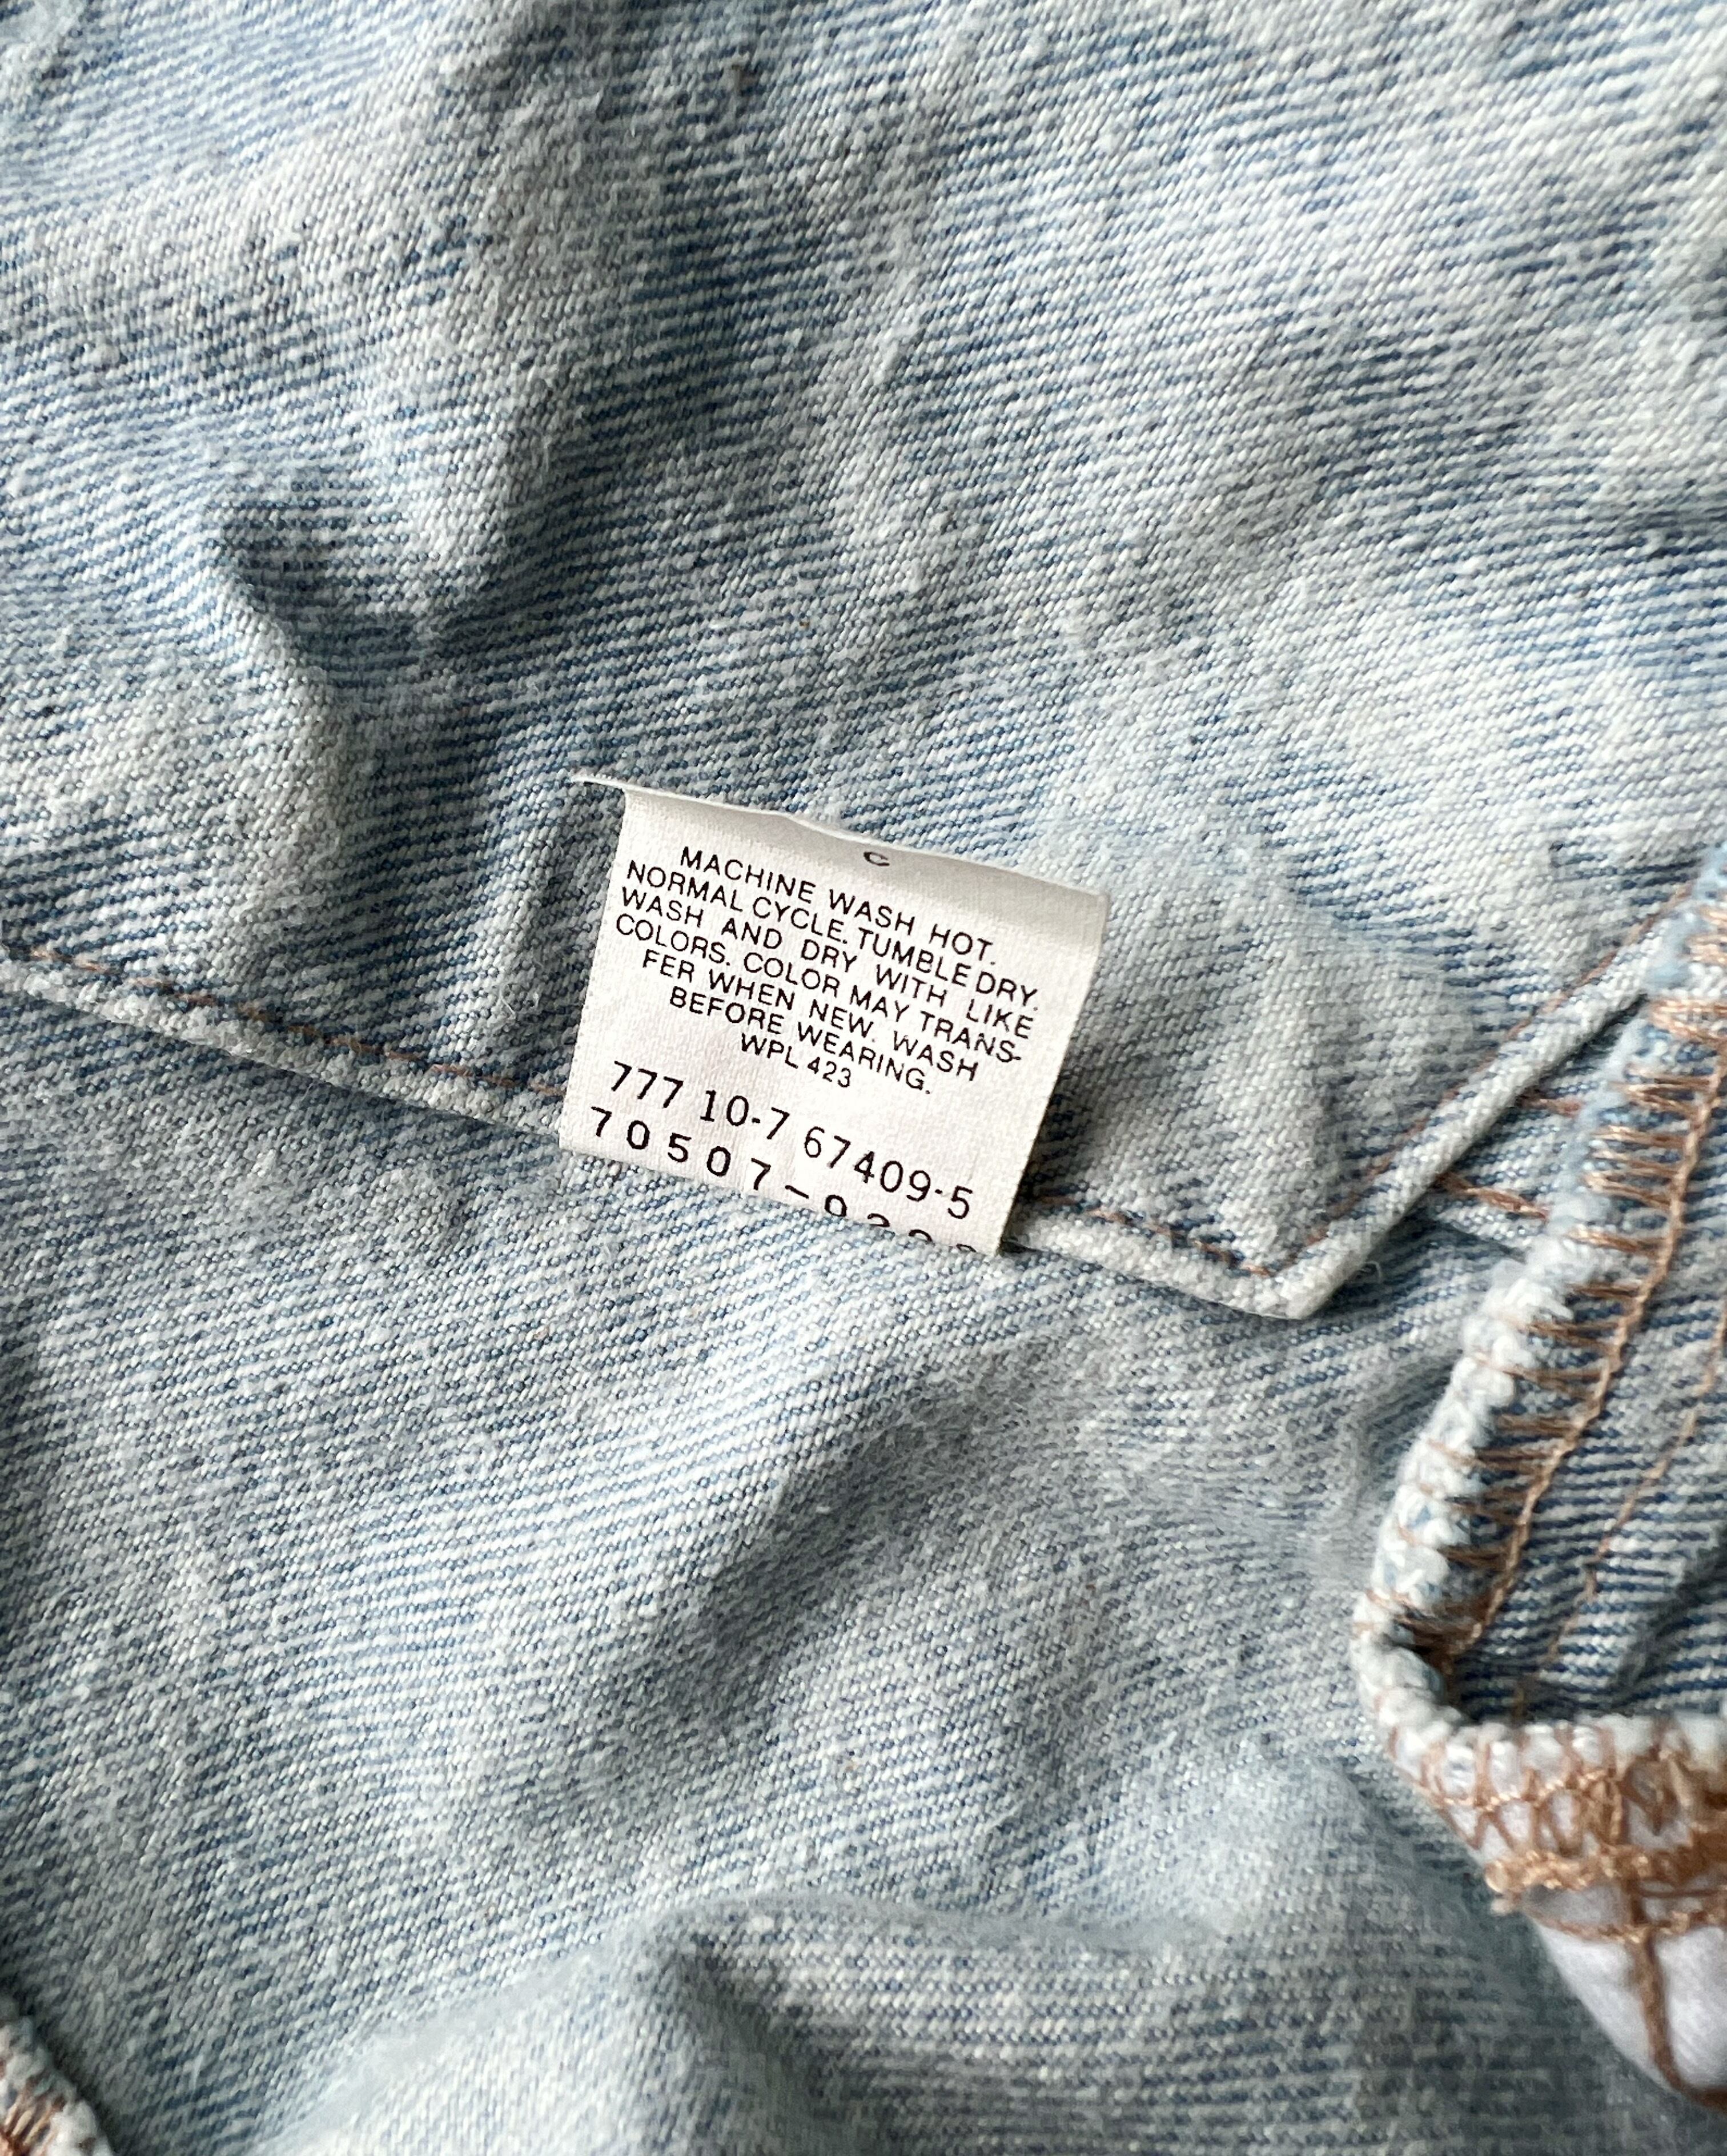 C
MACHINE WASH HOT.
NORMAL CYCLE. TUMBLE DRY.
WASH AND DRY WITH LIKE
COLORS. COLOR MAY TRANS-
FER WHEN NEW. WASH
BEFORE WEARING.
WPL 423
777 10-7 67409-5
70507-